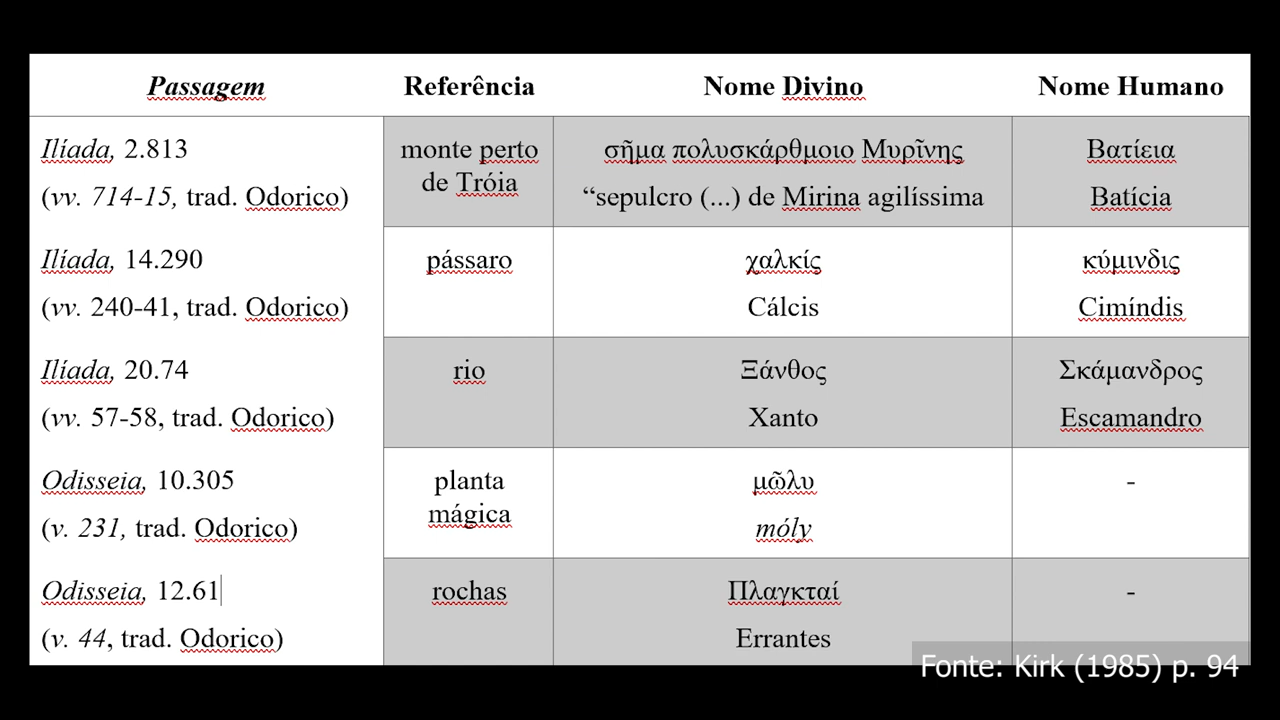 Passagem Referência Nome Divino Nome Humano
Ilíada, 2.813 monte perto σῆμα πολυσκάρθμοιο Μυρῖνης Βατίεια
(vv. 714-15, trad. Odorico) de Tróia “sepulcro (...) de Mirina agilíssima Batícia
Ilíada, 14.290 pássaro χαλκίς κύμινδις
(vv. 240-41, trad. Odorico) Cálcis Cimíndis
Ilíada, 20.74 rio Ξάνθος Σκάμανδρος
(vv. 57-58, trad. Odorico) Xanto Escamandro
Odisseia, 10.305 planta μῶλυ -
(v. 231, trad. Odorico) mágica móly
Odisseia, 12.61 rochas Πλαγκταί -
(v. 44, trad. Odorico) Errantes
Fonte: Kirk (1985) p. 94